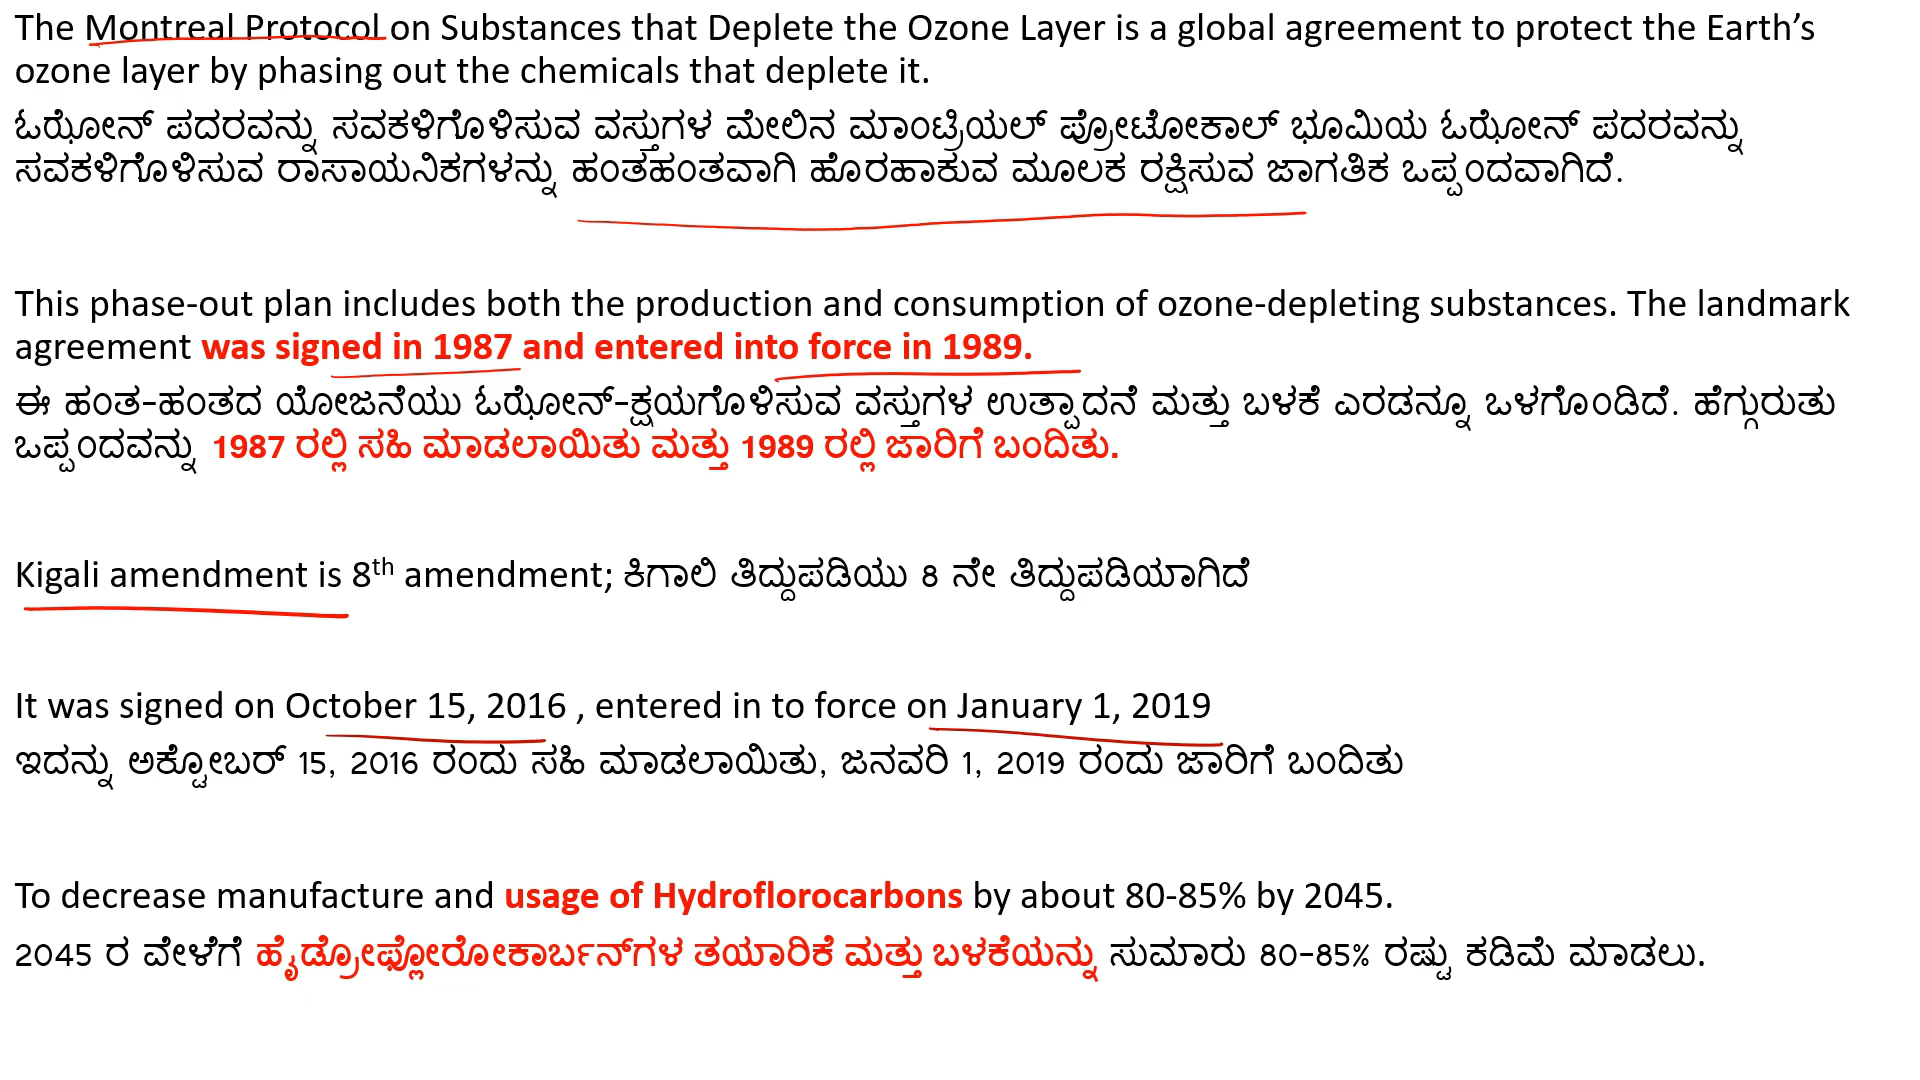 The Montreal Protocol on Substances that Deplete the Ozone Layer is a global agreement to protect the Earth’s
ozone layer by phasing out the chemicals that deplete it.
ಓಝೋನ್ ಪದರವನ್ನು ಸವಕಳಿಗೊಳಿಸುವ ವಸ್ತುಗಳ ಮೇಲಿನ ಮಾಂಟ್ರಿಯಲ್ ಪ್ರೋಟೋಕಾಲ್ ಭೂಮಿಯ ಓಝೋನ್ ಪದರವನ್ನು
ಸವಕಳಿಗೊಳಿಸುವ ರಾಸಾಯನಿಕಗಳನ್ನು ಹಂತಹಂತವಾಗಿ ಹೊರಹಾಕುವ ಮೂಲಕ ರಕ್ಷಿಸುವ ಜಾಗತಿಕ ಒಪ್ಪಂದವಾಗಿದೆ.
This phase-out plan includes both the production and consumption of ozone-depleting substances. The landmark
agreement was signed in 1987 and entered into force in 1989.
ಈ ಹಂತ-ಹಂತದ ಯೋಜನೆಯು ಓಝೋನ್-ಕ್ಷಯಗೊಳಿಸುವ ವಸ್ತುಗಳ ಉತ್ಪಾದನೆ ಮತ್ತು ಬಳಕೆ ಎರಡನ್ನೂ ಒಳಗೊಂಡಿದೆ. ಹೆಗ್ಗುರುತು
ಒಪ್ಪಂದವನ್ನು 1987 ರಲ್ಲಿ ಸಹಿ ಮಾಡಲಾಯಿತು ಮತ್ತು 1989 ರಲ್ಲಿ ಜಾರಿಗೆ ಬಂದಿತು.
Kigali amendment is 8th amendment; ಕಿಗಾಲಿ ತಿದ್ದುಪಡಿಯು 8 ನೇ ತಿದ್ದುಪಡಿಯಾಗಿದೆ
It was signed on October 15, 2016 , entered in to force on January 1, 2019
ಇದನ್ನು ಅಕ್ಟೋಬರ್ 15, 2016 ರಂದು ಸಹಿ ಮಾಡಲಾಯಿತು, ಜನವರಿ 1, 2019 ರಂದು ಜಾರಿಗೆ ಬಂದಿತು
To decrease manufacture and usage of Hydroflorocarbons by about 80-85% by 2045.
2045 ರ ವೇಳೆಗೆ ಹೈಡ್ರೋಫ್ಲೋರೋಕಾರ್ಬನ್‌ಗಳ ತಯಾರಿಕೆ ಮತ್ತು ಬಳಕೆಯನ್ನು ಸುಮಾರು 80-85% ರಷ್ಟು ಕಡಿಮೆ ಮಾಡಲು.